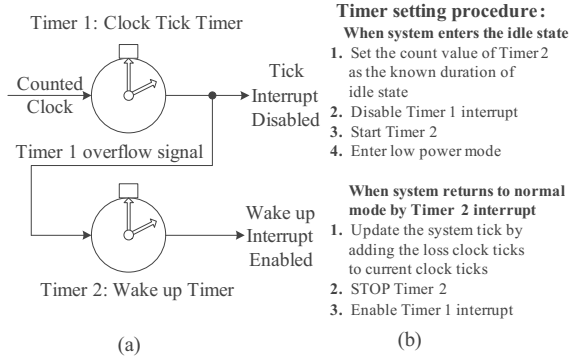 Timer 1: Clock Tick Timer
Counted
Clock
Tick
Interrupt
Disabled
Timer 1 overflow signal
Wake up
Interrupt
Enabled
Timer 2: Wake up Timer
(a)
Timer setting procedure:
When system enters the idle state
1. Set the count value of Timer2
as the known duration of
idle state
2. Disable Timer 1 interrupt
3. Start Timer 2
4. Enter low power mode
When system returns to normal
mode by Timer 2 interrupt
1. Update the system tick by
adding the loss clock ticks
to current clock ticks
2. STOP Timer 2
3. Enable Timer 1 interrupt
(b)